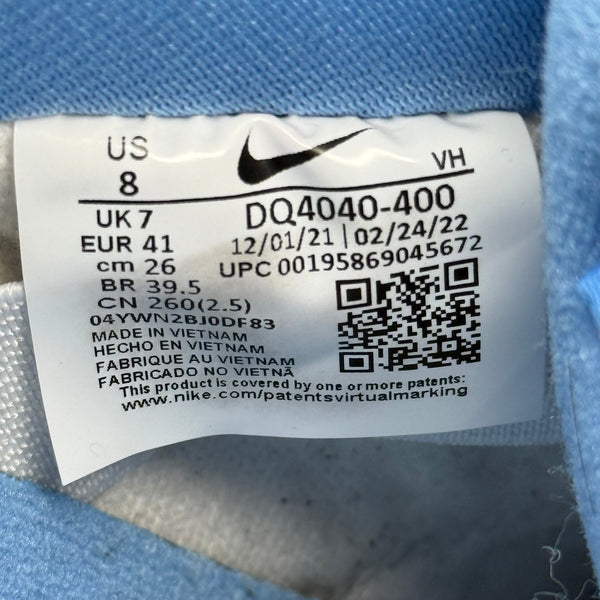 US
8
VH
UK 7
DQ4040-400
EUR 41
12/01/21 | 02/24/22
cm 26
UPC 00195869045672
BR 39.5
CN 260(2.5)
04YWN2BJ0DF83
MADE IN VIETNAM
HECHO EN VIETNAM
FABRIQUE AU VIETNAM
FABRICADO NO VIETNÃ
This product is covered by one or more patents:
www.nike.com/patentsvirtualmarking